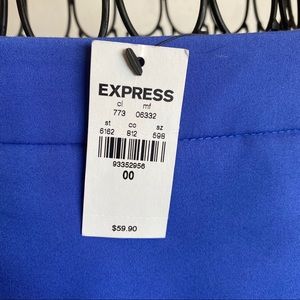 EXPRESS
cl mf
773 06332
st co sz
6162 812 598
93352956
00
$59.90